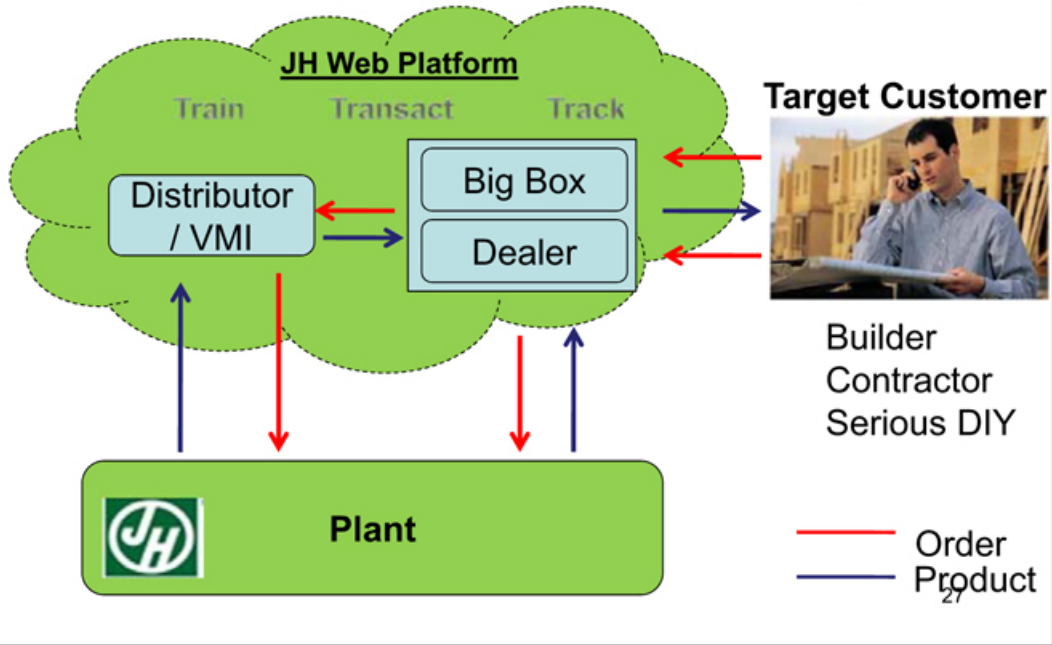 JH Web Platform
Train Transact Track
Target Customer
Distributor
/ VMI
Big Box
Dealer
Builder
Contractor
Serious DIY
JH
Plant
Order
Product
27